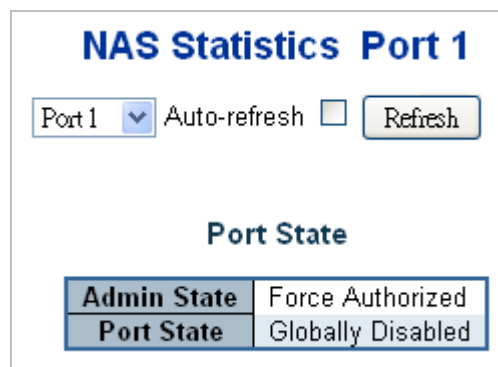 NAS Statistics Port 1
Port 1 Auto-refresh Refresh
Port State
Admin State Force Authorized
Port State Globally Disabled